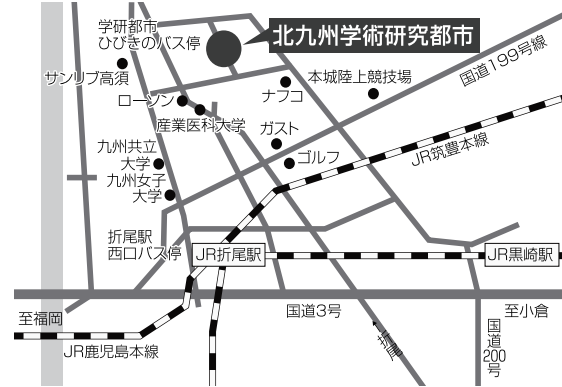 学研都市
ひびきのバス停
北九州学術研究都市
国道199号線
サンリブ高須
本城陸上競技場
ナフコ
ローソン
産業医科大学
ガスト
九州共立
大学
ゴルフ
JR筑豊本線
九州女子
大学
折尾駅
西口バス停
JR折尾駅
JR黒崎駅
至福岡
国道3号
至小倉
JR鹿児島本線
折尾
国道200号